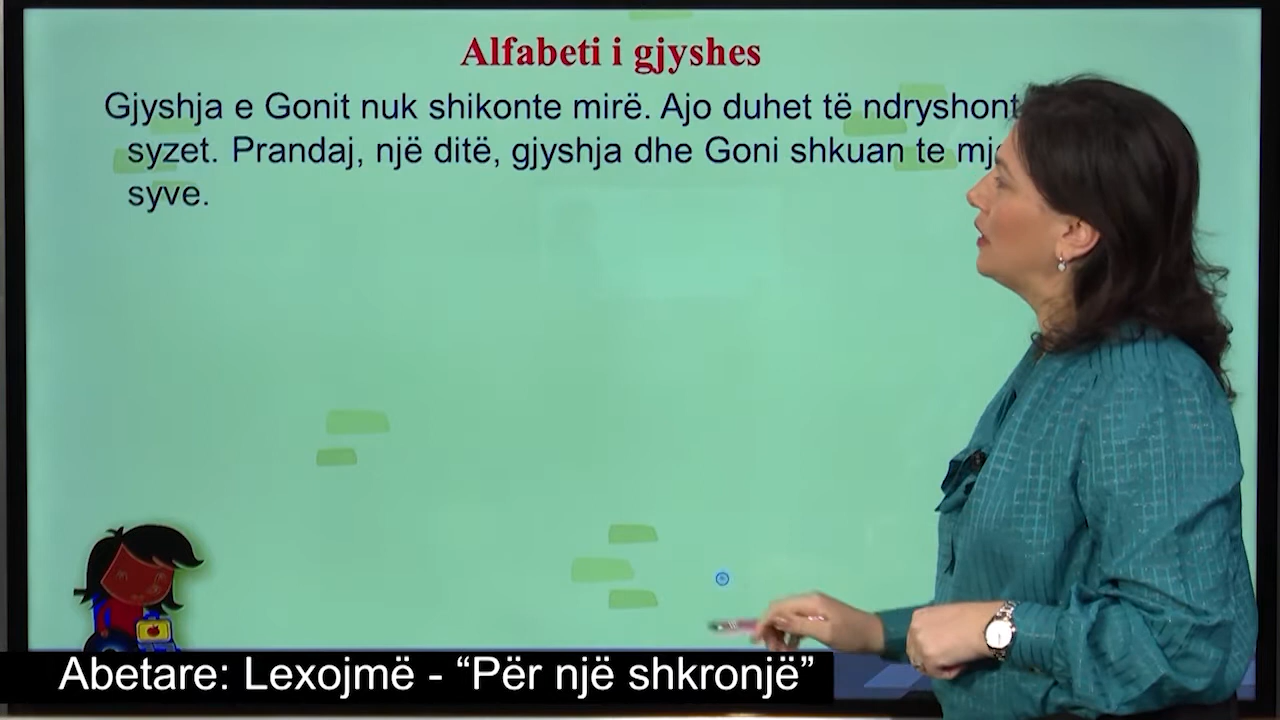 Alfabeti i gjyshes
Gjyshja e Gonit nuk shikonte mirë. Ajo duhet të ndryshont
syzet. Prandaj, një ditë, gjyshja dhe Goni shkuan te
syve.
Abetare: Lexojmë - “Për një shkronjë”